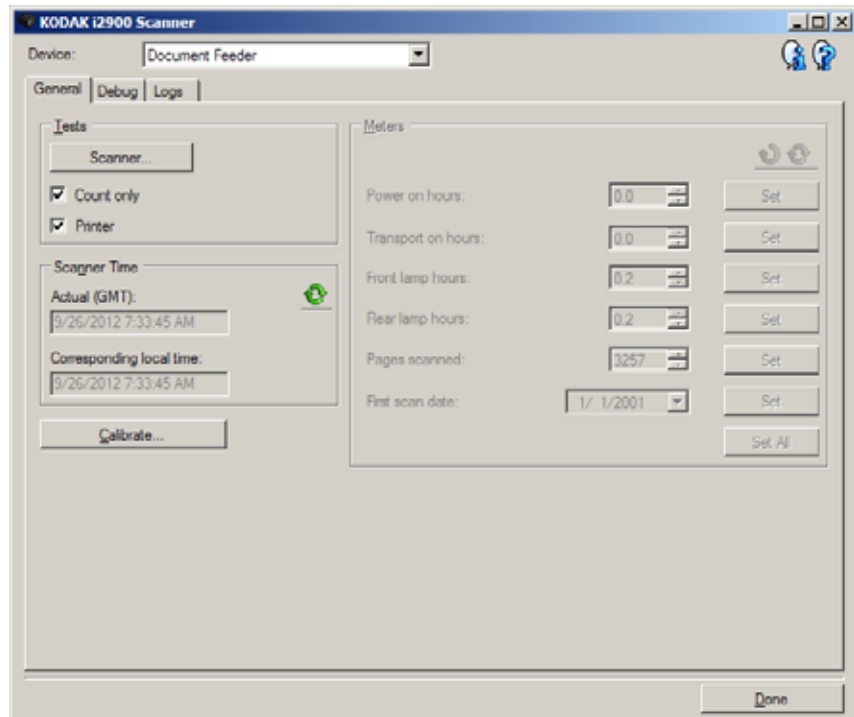 KODAK i2900 Scanner
Device: Document Feeder
General Debug Logs
Tests
Scanner...
Count only
Printer
Scanner Time
Actual (GMT):
9/26/2012 7:33:45 AM
Corresponding local time:
9/26/2012 7:33:45 AM
Calibrate...
Meters
Power on hours: 0.0 Set
Transport on hours: 0.0 Set
Front lamp hours: 0.2 Set
Rear lamp hours: 0.2 Set
Pages scanned: 3257 Set
First scan date: 1/ 1/2001 Set
Set All
Done